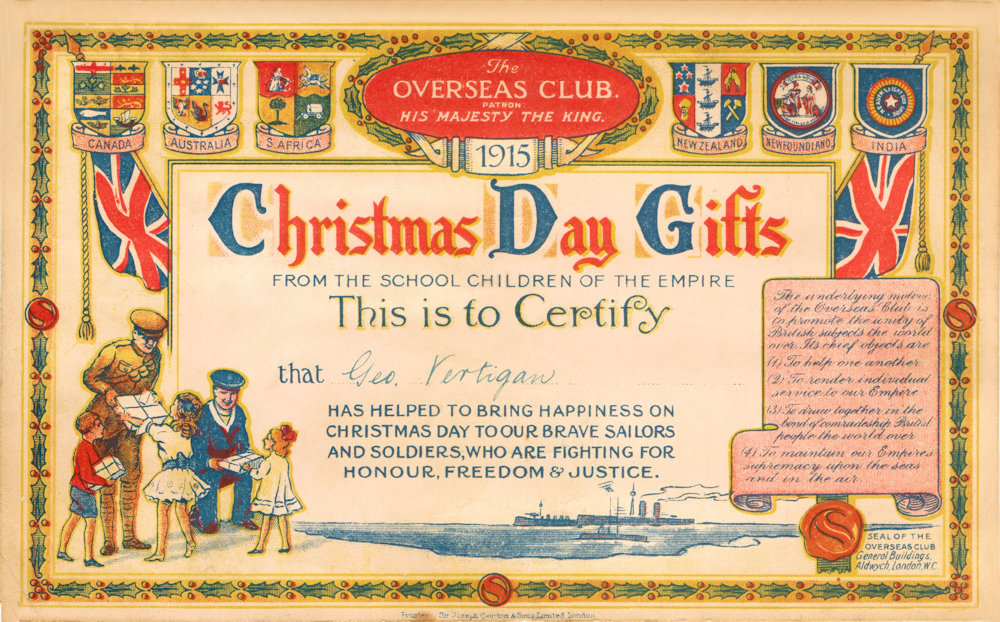 The
OVERSEAS CLUB.
PATRON:
HIS MAJESTY THE KING.
1915
CANADA
AUSTRALIA
S. AFRICA
NEW ZEALAND
NEWFOUNDLAND
INDIA
Christmas Day Gifts
FROM THE SCHOOL CHILDREN OF THE EMPIRE
This is to Certify
that Geo. Vertigan
HAS HELPED TO BRING HAPPINESS ON
CHRISTMAS DAY TO OUR BRAVE SAILORS
AND SOLDIERS, WHO ARE FIGHTING FOR
HONOUR, FREEDOM & JUSTICE.
The underlying motive
of the Overseas Club is
to promote the unity of
British subjects the world
over. Its chief objects are
(1) To help one another
(2) To render individual
service to our Empire
(3) To draw together in the
bond of comradeship British
people the world over
(4) To maintain our Empire's
supremacy upon the seas
and in the air.
SEAL OF THE
OVERSEAS CLUB
General Buildings,
Aldwych, London, W.C.
Sir Joseph Causton & Sons Limited London.